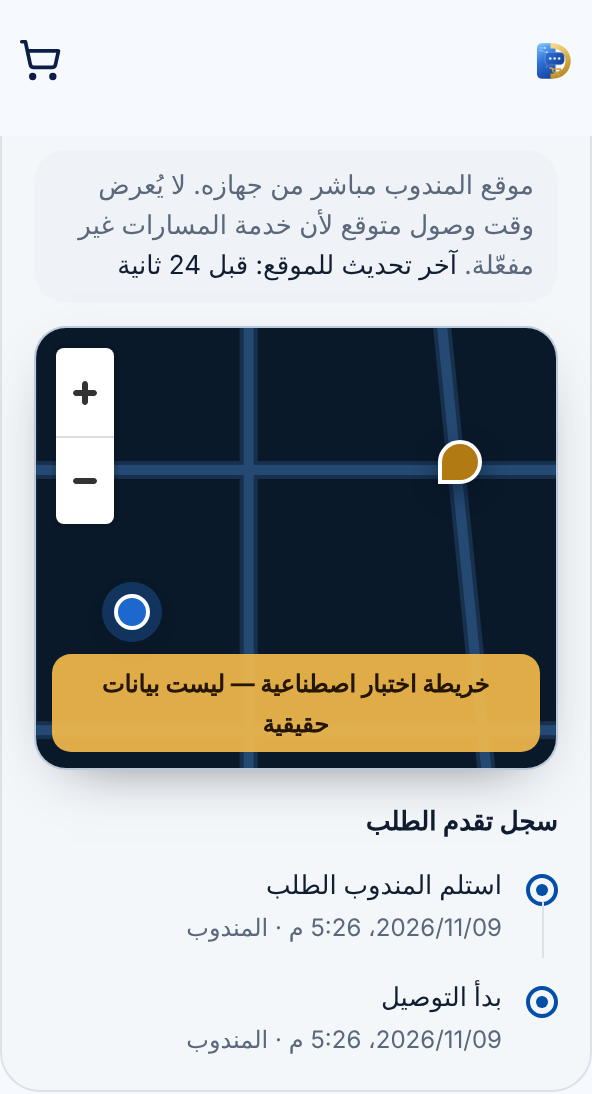 موقع المندوب مباشر من جهازه. لا يُعرض
وقت وصول متوقع لأن خدمة المسارات غير
مفعّلة. آخر تحديث للموقع: قبل 24 ثانية
+
−
خريطة اختبار اصطناعية — ليست بيانات
حقيقية
سجل تقدم الطلب
استلم المندوب الطلب
2026/11/09، 5:26 م · المندوب
بدأ التوصيل
2026/11/09، 5:26 م · المندوب